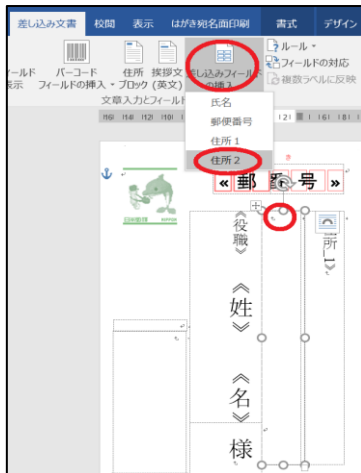 差し込み文書 校閲 表示 はがき宛名面印刷 書式 デザイン
ルール
ールド バーコード 住所 挨拶文 差し込みフィールド フィールドの対応
示 フィールドの挿入 ブロック (英文) の挿入 複数ラベルに反映
文章入力とフィール
氏名
郵便番号
住所1
住所2
«郵番号»
《役職》
住所_1》
《姓》
《名》
様